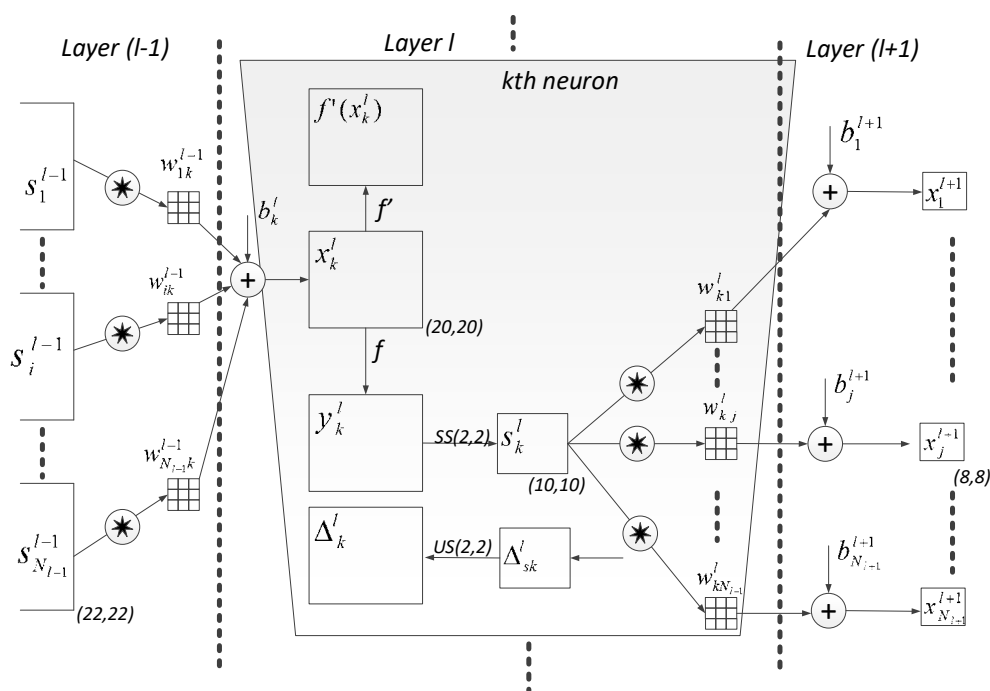 Layer (l-1)
Layer l
Layer (l+1)
kth neuron
f'(x_k^l)
b_1^{l+1}
w_{1k}^{l-1}
s_1^{l-1}
+
x_1^{l+1}
b_k^l
f'
x_k^l
w_{ik}^{l-1}
+
w_{k1}^l
s_i^{l-1}
(20,20)
f
b_j^{l+1}
y_k^l
SS(2,2)
s_k^l
w_{kj}^l
+
x_j^{l+1}
w_{N_{l-1}k}^{l-1}
(10,10)
(8,8)
Δ_k^l
US(2,2)
Δ_{sk}^l
s_{N_{l-1}}^{l-1}
b_{N_{l+1}}^{l+1}
w_{kN_{l+1}}^l
+
x_{N_{l+1}}^{l+1}
(22,22)